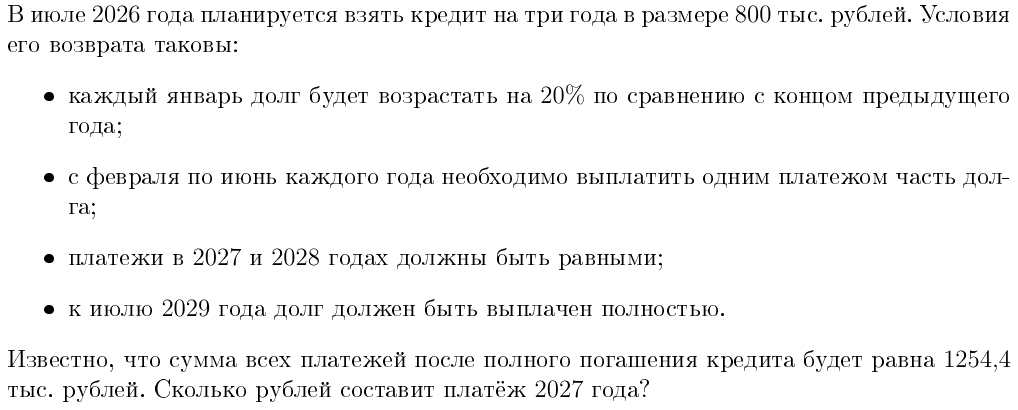 В июле 2026 года планируется взять кредит на три года в размере 800 тыс. рублей. Условия
его возврата таковы:
• каждый январь долг будет возрастать на 20% по сравнению с концом предыдущего
года;
• с февраля по июнь каждого года необходимо выплатить одним платежом часть дол-
га;
• платежи в 2027 и 2028 годах должны быть равными;
• к июлю 2029 года долг должен быть выплачен полностью.
Известно, что сумма всех платежей после полного погашения кредита будет равна 1254,4
тыс. рублей. Сколько рублей составит платёж 2027 года?